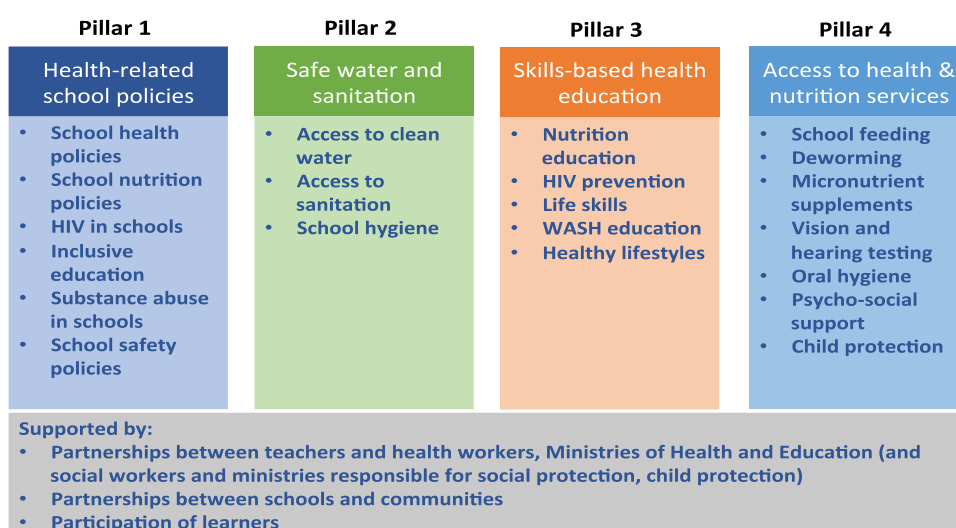 Pillar 1
Health-related
school policies
• School health
policies
• School nutrition
policies
• HIV in schools
• Inclusive
education
• Substance abuse
in schools
• School safety
policies
Pillar 2
Safe water and
sanitation
• Access to clean
water
• Access to
sanitation
• School hygiene
Pillar 3
Skills-based health
education
• Nutrition
education
• HIV prevention
• Life skills
• WASH education
• Healthy lifestyles
Pillar 4
Access to health &
nutrition services
• School feeding
• Deworming
• Micronutrient
supplements
• Vision and
hearing testing
• Oral hygiene
• Psycho-social
support
• Child protection
Supported by:
• Partnerships between teachers and health workers, Ministries of Health and Education (and
social workers and ministries responsible for social protection, child protection)
• Partnerships between schools and communities
• Participation of learners